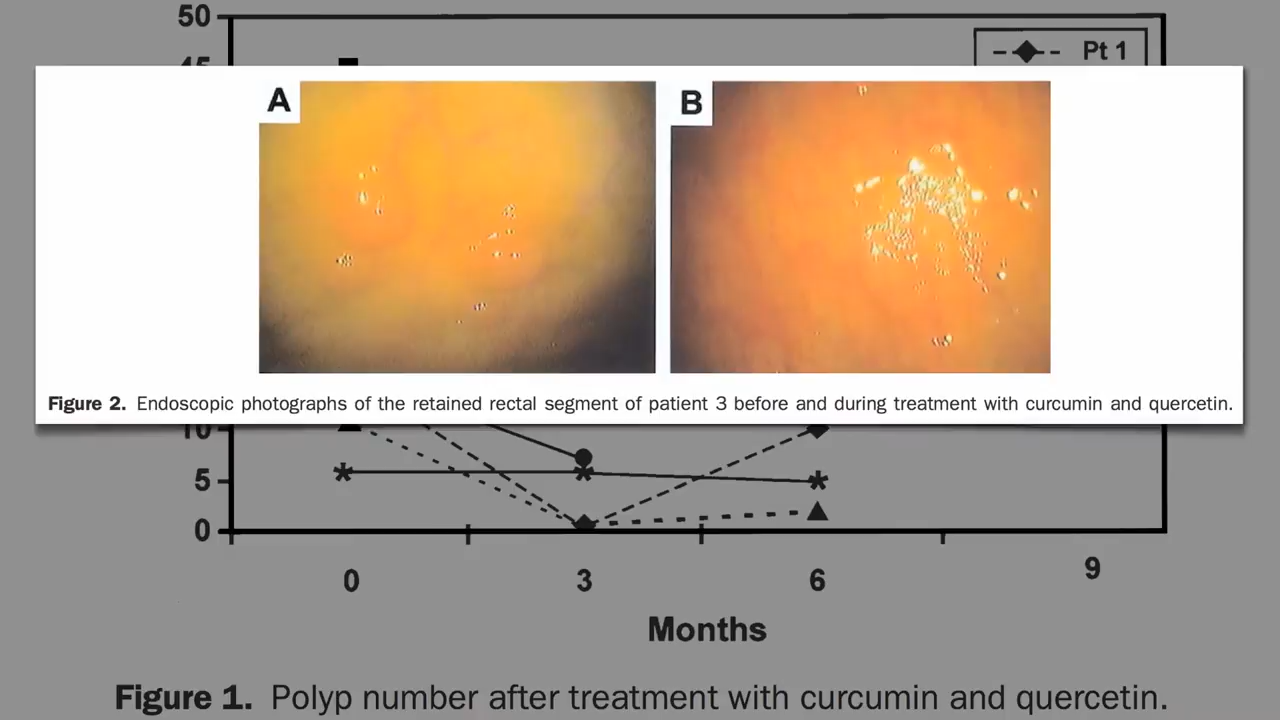 50
Pt 1
A
B
Figure 2. Endoscopic photographs of the retained rectal segment of patient 3 before and during treatment with curcumin and quercetin.
10
5
0
0 3 6 9
Months
Figure 1. Polyp number after treatment with curcumin and quercetin.